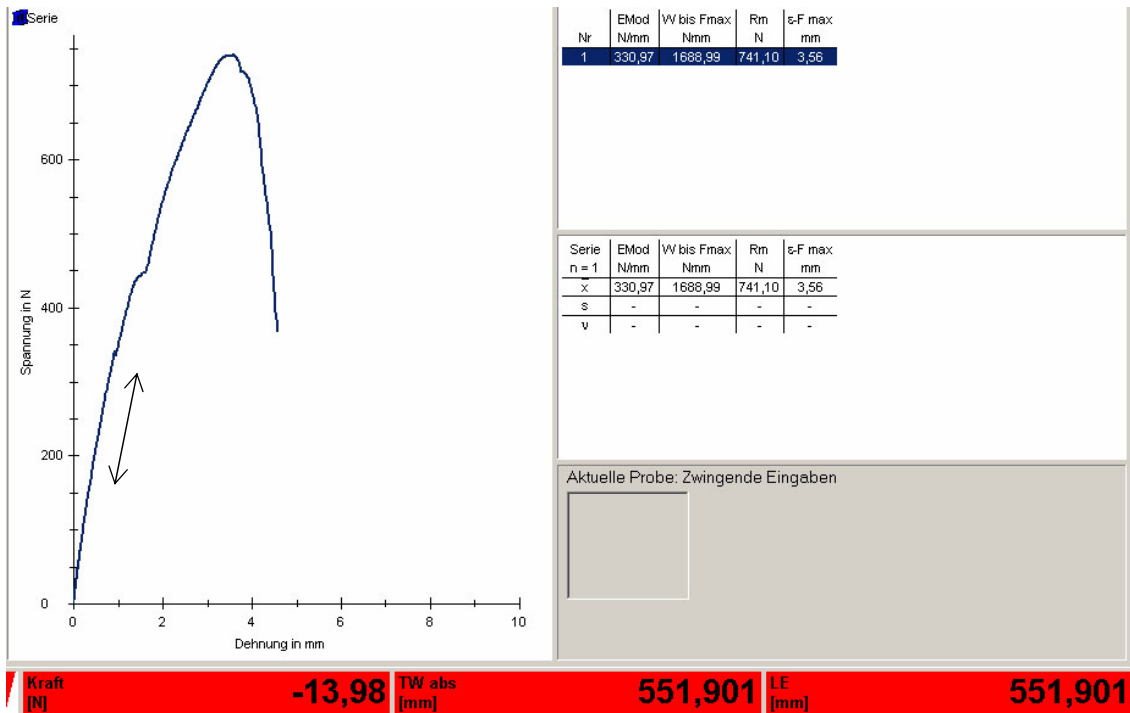 Serie
600
400
200
0
Spannung in N
0 2 4 6 8 10
Dehnung in mm
EMod W bis Fmax Rm ε-F max
Nr N/mm Nmm N mm
1 330,97 1688,99 741,10 3,56
Serie EMod W bis Fmax Rm ε-F max
n = 1 N/mm Nmm N mm
x̄ 330,97 1688,99 741,10 3,56
s - - - -
ν - - - -
Aktuelle Probe: Zwingende Eingaben
Kraft
[N]
-13,98
TW abs
[mm]
551,901
LE
[mm]
551,901